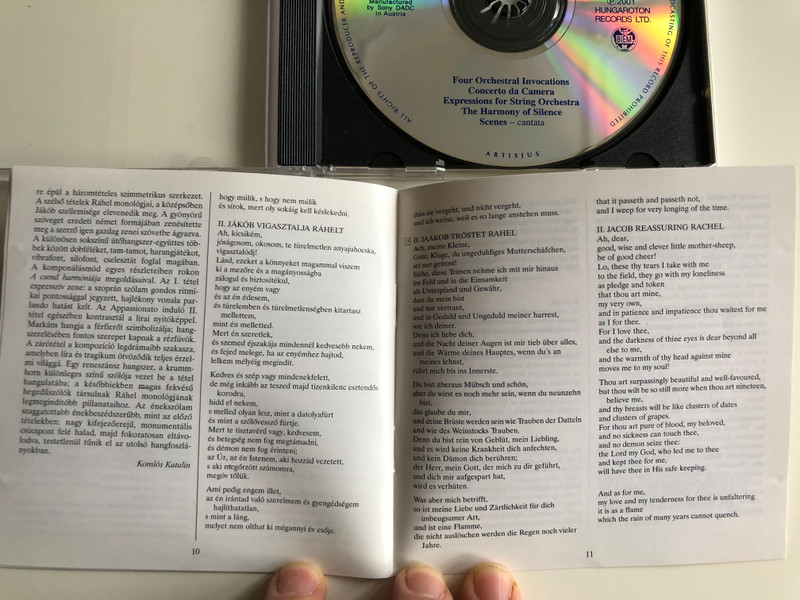 Manufactured
by Sony DADC
in Austria
℗ 2001
HUNGAROTON
RECORDS LTD.
BIEM
ALL RIGHTS OF THE REPRODUCER AND
CASTING OF THIS RECORD PROHIBITED
Four Orchestral Invocations
Concerto da Camera
Expressions for String Orchestra
The Harmony of Silence
Scenes – cantata
ARTISJUS
re épül a háromtételes szimmetrikus szerkezet.
A szélső tételek Ráhel monológjai, a középsőben
Jákób szellemisége elevenedik meg. A gyönyörű
szöveget eredeti német formájában zenésítette
meg a szerző igen gazdag zenei szövetbe ágyazva.
A különösen sokszínű ütőhangszer-együttes töb-
bek között dobféléket, tam-tamot, harangjátékot,
vibrafont, xilofont, cselesztát foglal magában.
A komponálásmód egyes részleteiben rokon
A csend harmóniája megoldásaival. Az I. tétel
expresszív zene: a szoprán szólam gondos ritmi-
kai pontossággal jegyzett, hajlékony vonala par-
lando hatást kelt. Az Appassionato induló II.
tétel egészében kontrasztál a lírai nyitóképpel.
Markáns hangja a férfierőt szimbolizálja; hang-
szerelésében fontos szerepet kapnak a rézfúvók.
A zárótétel a kompozíció legdrámaibb szakasza,
amelyben líra és tragikum ötvöződik teljes érzel-
mi világgá. Egy reneszánsz hangszer, a krumm-
horn különleges színű szólója vezet be a tétel
hangulatába; a későbbiekben magas fekvésű
hegedűszólók társulnak Ráhel monológjának
legmegindítóbb pillanataihoz. Az énekszólam
szaggatottabb énekbeszédszerűbb, mint az előző
tételekben: nagy kifejezőerejű, monumentális
csúcspont felé halad, majd fokozatosan eltávo-
lodva, testetlenül tűnik el az utolsó hangfoszlá-
nyokban.
Komlós Katalin
hogy múlik, s hogy nem múlik
és sírok, mert oly sokáig kell késlekedni.
II. JÁKÓB VIGASZTALJA RÁHELT
Ah, kicsikém,
jóságosom, okosom, te türelmetlen anyajuhocska,
vigasztalódj!
Lásd, ezeket a könnyeket magammal viszem
ki a mezőre és a magányosságba
zálogul és biztosítékul,
hogy az enyém vagy
és az én édesem,
és türelemben és türelmetlenségben kitartasz
mellettem,
mint én melletted.
Mert én szeretlek,
és szemed éjszakája mindennél kedvesebb nekem,
és fejed melege, ha az enyémhez hajtod,
lelkem mélyéig megindít.
Kedves és szép vagy mindenekfelett,
de még inkább az teszed majd tizenkilenc esztendős
korodra,
hidd el nekem,
s melled olyan lesz, mint a datolyafürt
és mint a szőlővessző fürtje.
Mert te tisztavérű vagy, kedvesem,
és betegség nem fog megtámadni,
és démon nem fog érinteni;
az Úr, az én Istenem, aki hozzád vezetett,
s aki megőrzött számomra,
megóv tőlük.
Ami pedig engem illet,
az én irántad való szerelmem és gyengédségem
hajlíthatatlan,
s mint a láng,
melyet nem olthat ki mégannyi év esője.
10
dass sie vergeht, und nicht vergeht,
und ich weine, weil es so lange anstehen muss.
II. JAAKOB TRÖSTET RAHEL
Ach, meine Kleine,
Gute, Kluge, du ungeduldiges Mutterschäfchen,
sei nur getrost!
Siehe, diese Tränen nehme ich mit mir hinaus
ins Feld und in die Einsamkeit
als Unterpfand und Gewähr,
dass du mein bist
und mir vertraut,
und in Geduld und Ungeduld meiner harrest,
wie ich deiner.
Denn ich liebe dich,
und die Nacht deiner Augen ist mir tieb über alles,
und die Wärme deines Hauptes, wenn du's an
meines lehnst,
rührt mich bis ins Innerste.
Du bist überaus Mübsch und schön,
aber du wirst es noch mehr sein, wenn du neunzehn
bist,
das glaube du mir,
und deine Brüste werden sein wie Trauben der Datteln
und wie des Weinstocks Trauben.
Denn du bist rein von Geblüt, mein Liebling,
und es wird keine Krankheit dich anfechten,
und kein Dämon dich berühren;
der Herr, mein Gott, der mich zu dir geführt,
und dich mir aufgespart hat,
wird es verhüten.
Was aber mich betrifft,
so ist meine Liebe und Zärtlichkeit für dich
unbeugsamer Art,
und ist eine Flamme,
die nicht auslöschen werden die Regen noch vieler
Jahre.
that it passeth and passeth not,
and I weep for very longing of the time.
II. JACOB REASSURING RACHEL
Ah, dear,
good, wise and clever little mother-sheep,
be of good cheer!
Lo, these thy tears I take with me
to the field, they go with my loneliness
as pledge and token
that thou art mine,
my very own,
and in patience and impatience thou waitest for me
as I for thee.
For I love thee,
and the darkness of thine eyes is dear beyond all
else to me,
and the warmth of thy head against mine
moves me to my soul!
Thou art surpassingly beautiful and well-favoured,
but thou wilt be so still more when thou art nineteen,
believe me,
and thy breasts will be like clusters of dates
and clusters of grapes.
For thou art pure of blood, my beloved,
and no sickness can touch thee,
and no demon seize thee:
the Lord my God, who led me to thee
and kept thee for me,
will have thee in His safe keeping.
And as for me,
my love and my tenderness for thee is unfaltering
it is as a flame
which the rain of many years cannot quench.
11